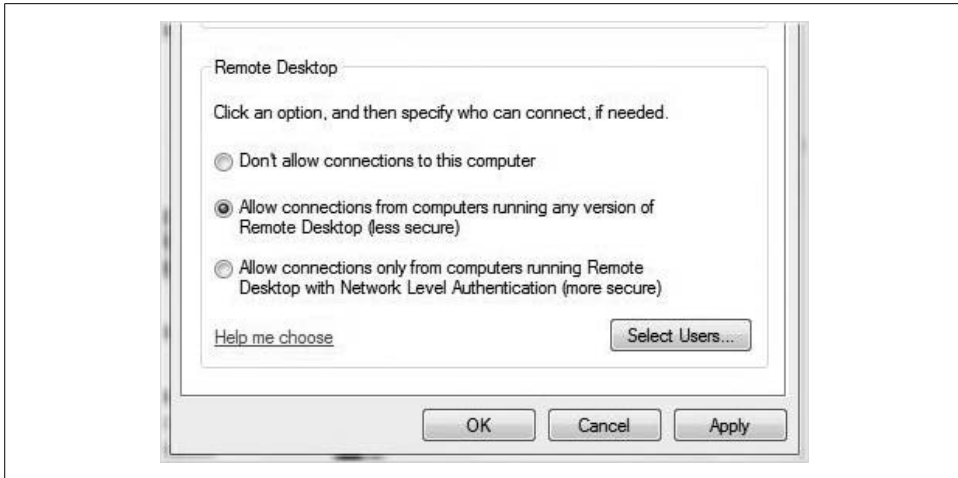 Remote Desktop
Click an option, and then specify who can connect, if needed.
Don't allow connections to this computer
Allow connections from computers running any version of
Remote Desktop (less secure)
Allow connections only from computers running Remote
Desktop with Network Level Authentication (more secure)
Help me choose
Select Users...
OK
Cancel
Apply